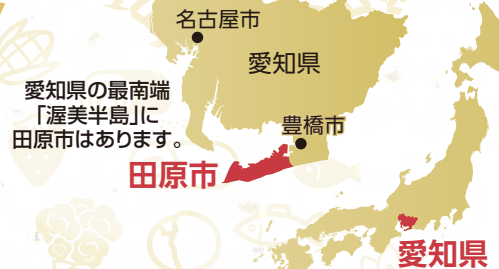 名古屋市
愛知県
愛知県の最南端
「渥美半島」に
田原市はあります。
豊橋市
田原市
愛知県